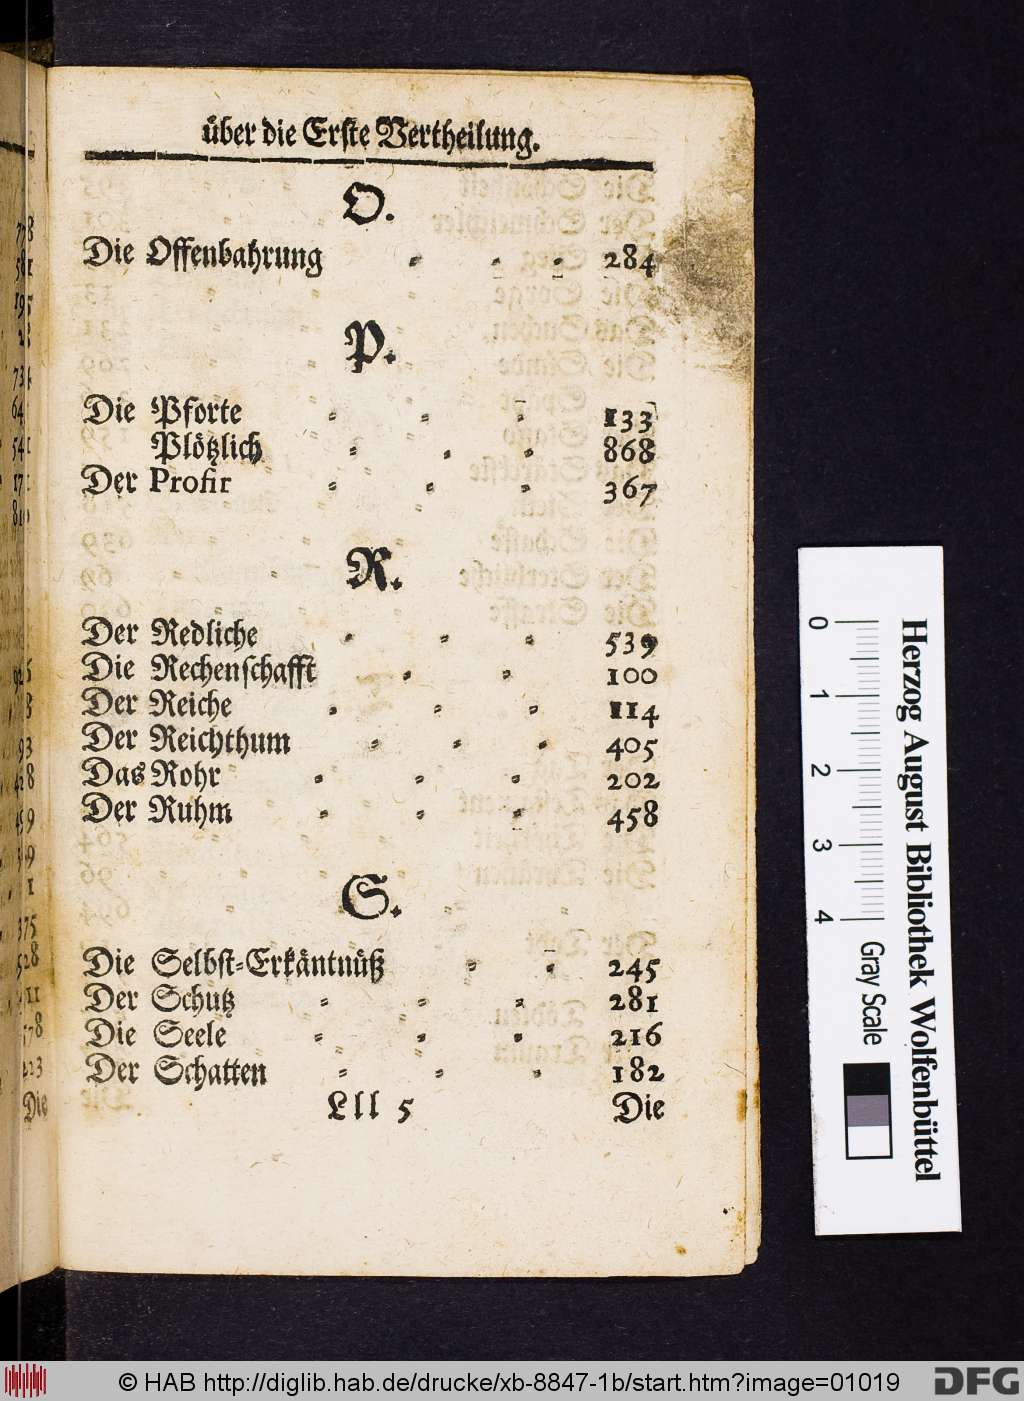 über die Erste Vertheilung.
O.
Die Offenbahrung 284
P.
Die Pforte 133
Plötzlich 868
Der Profit 367
R.
Der Redliche 539
Die Rechenschafft 100
Der Reiche 114
Der Reichthum 405
Das Rohr 202
Der Ruhm 458
S.
Die Selbst-Erkäntnüß 245
Der Schutz 281
Die Seele 216
Der Schatten 182
Lll 5 Die
Herzog August Bibliothek Wolfenbüttel
0 1 2 3 4 Gray Scale
© HAB http://diglib.hab.de/drucke/xb-8847-1b/start.htm?image=01019
DFG